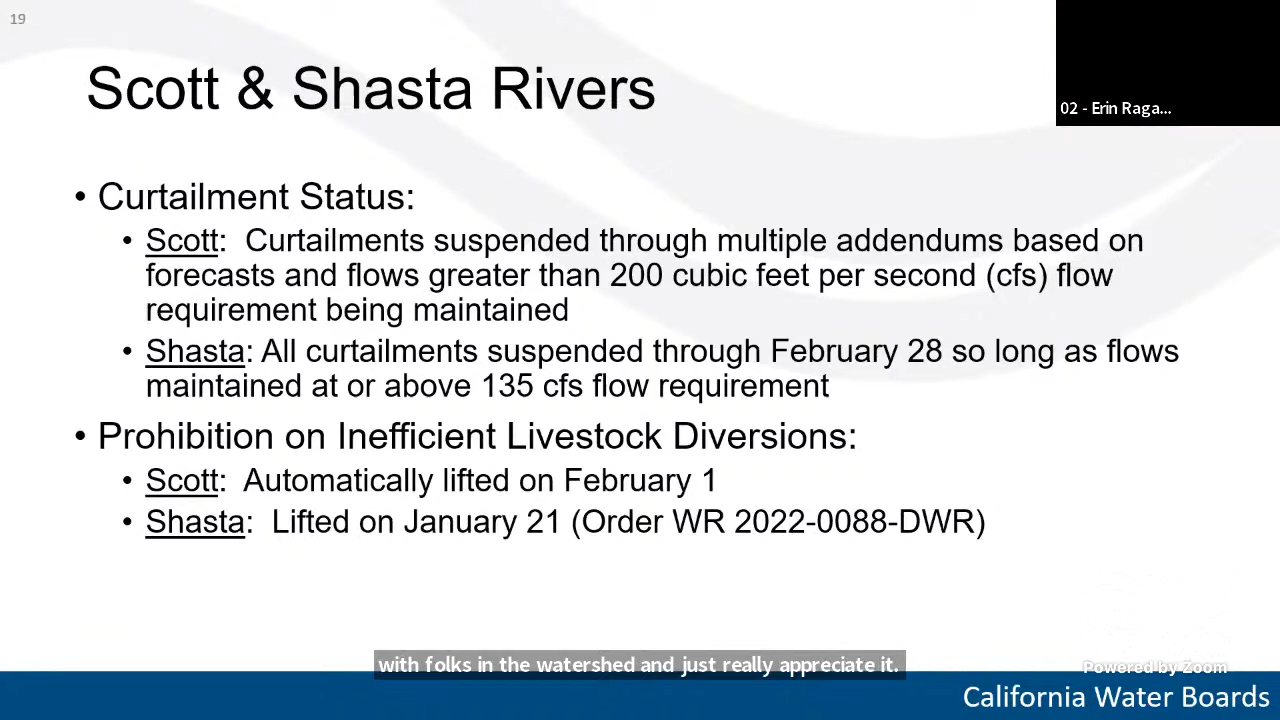 19
Scott & Shasta Rivers
02 - Erin Raga...
• Curtailment Status:
• Scott:  Curtailments suspended through multiple addendums based on
forecasts and flows greater than 200 cubic feet per second (cfs) flow
requirement being maintained
• Shasta: All curtailments suspended through February 28 so long as flows
maintained at or above 135 cfs flow requirement
• Prohibition on Inefficient Livestock Diversions:
• Scott:  Automatically lifted on February 1
• Shasta:  Lifted on January 21 (Order WR 2022-0088-DWR)
with folks in the watershed and just really appreciate it.
Powered by Zoom
California Water Boards